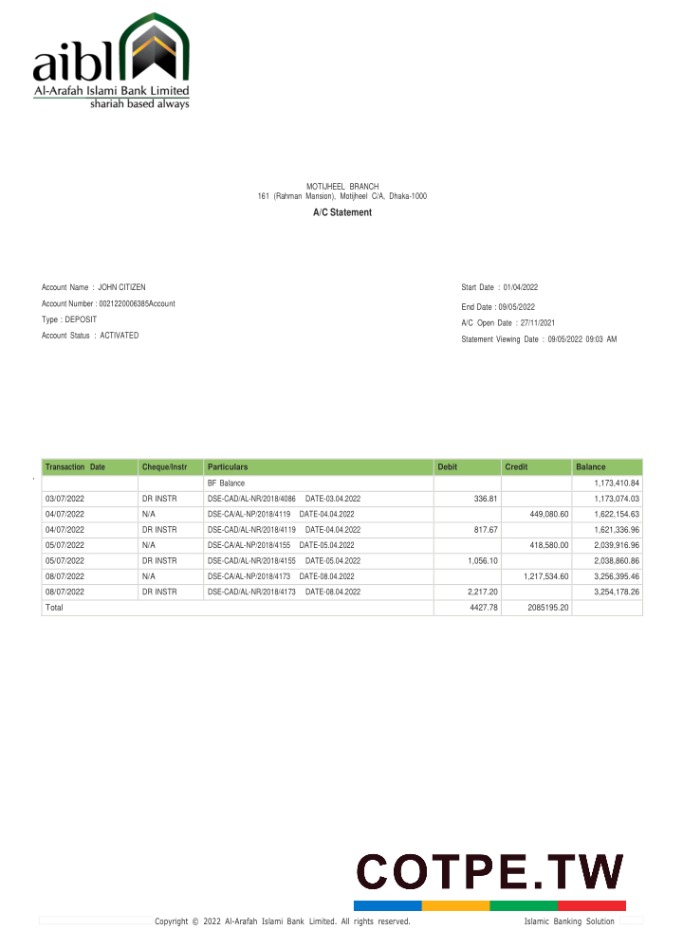 aibl
Al-Arafah Islami Bank Limited
shariah based always
MOTIJHEEL BRANCH
161 (Rahman Mansion), Motijheel C/A, Dhaka-1000
A/C Statement
Account Name : JOHN CITIZEN
Account Number : 0021220006385Account
Type : DEPOSIT
Account Status : ACTIVATED
Start Date : 01/04/2022
End Date : 09/05/2022
A/C Open Date : 27/11/2021
Statement Viewing Date : 09/05/2022 09:03 AM
Transaction Date Cheque/Instr Particulars Debit Credit Balance
BF Balance 1,173,410.84
03/07/2022 DR INSTR DSE-CAD/AL-NR/2018/4086 DATE-03.04.2022 336.81 1,173,074.03
04/07/2022 N/A DSE-CA/AL-NP/2018/4119 DATE-04.04.2022 449,080.60 1,622,154.63
04/07/2022 DR INSTR DSE-CAD/AL-NR/2018/4119 DATE-04.04.2022 817.67 1,621,336.96
05/07/2022 N/A DSE-CA/AL-NP/2018/4155 DATE-05.04.2022 418,580.00 2,039,916.96
05/07/2022 DR INSTR DSE-CAD/AL-NR/2018/4155 DATE-05.04.2022 1,056.10 2,038,860.86
08/07/2022 N/A DSE-CA/AL-NP/2018/4173 DATE-08.04.2022 1,217,534.60 3,256,395.46
08/07/2022 DR INSTR DSE-CAD/AL-NR/2018/4173 DATE-08.04.2022 2,217.20 3,254,178.26
Total 4427.78 2085195.20
COTPE.TW
Copyright © 2022 Al-Arafah Islami Bank Limited. All rights reserved. Islamic Banking Solution